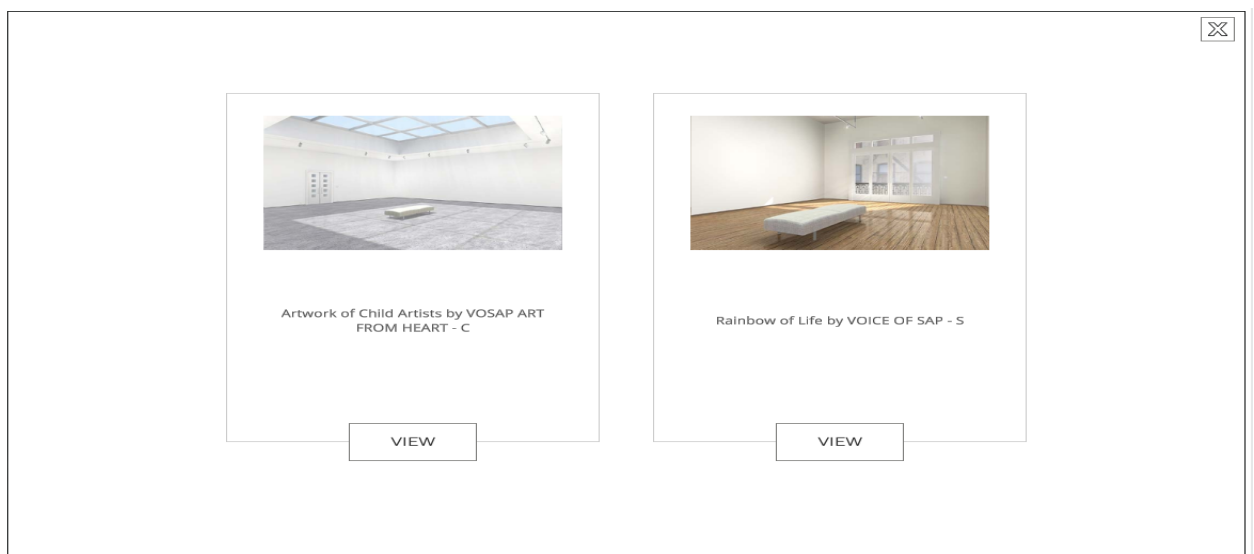 Artwork of Child Artists by VOSAP ART
FROM HEART - C
VIEW
Rainbow of Life by VOICE OF SAP - S
VIEW